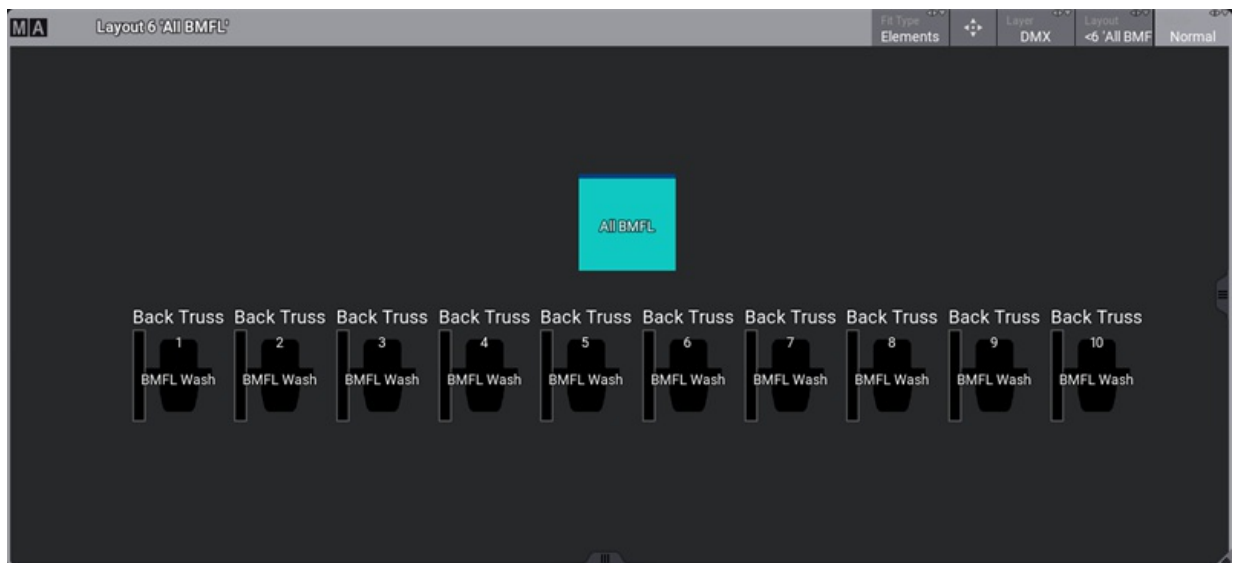 MA Layout 6 'All BMFL' Fit Type Layer Layout
Elements DMX <6 'All BMF Normal
All BMFL
Back Truss Back Truss Back Truss Back Truss Back Truss Back Truss Back Truss Back Truss Back Truss Back Truss
1 2 3 4 5 6 7 8 9 10
BMFL Wash BMFL Wash BMFL Wash BMFL Wash BMFL Wash BMFL Wash BMFL Wash BMFL Wash BMFL Wash BMFL Wash